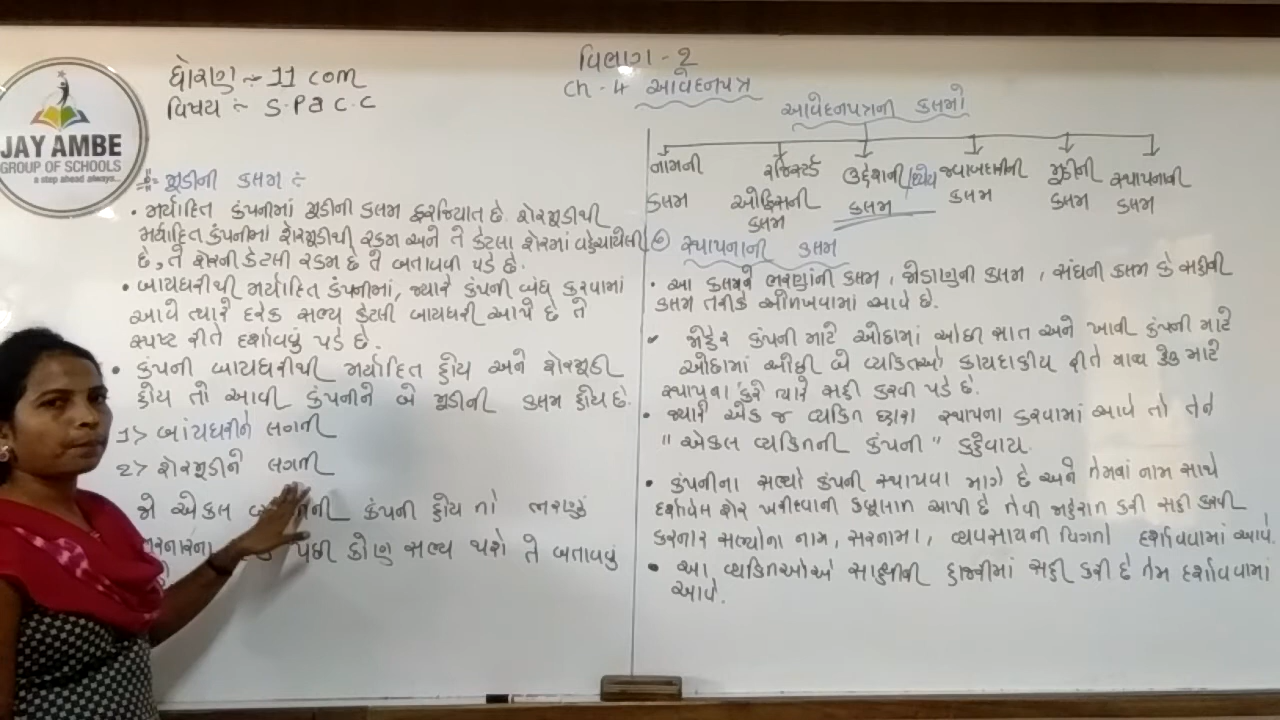 JAY AMBE
GROUP OF SCHOOLS
a step ahead always...
ધોરણ ~ 11 com
વિષય ÷ S.P a C.C
વિભાગ - 2
Ch - 4 આવેદનપત્ર
મૂડીની કલમ ÷
• મર્યાદિત કંપનીમાં મૂડીની કલમ ફરજિયાત છે. શેરમૂડીથી
મર્યાદિત કંપનીમાં શેરમૂડીની રકમ અને તે કેટલા શેરમાં વહેંચાયેલી
છે, તે શેરની કેટલી રકમ છે તે બતાવવી પડે છે.
• બાયધરીથી મર્યાદિત કંપનીમાં, જ્યારે કંપની બંધ કરવામાં
આવે ત્યારે દરેક સભ્ય કેટલી બાયધરી આપે છે તે
સ્પષ્ટ રીતે દર્શાવવું પડે છે.
• કંપની બાયધરીથી મર્યાદિત હોય અને શેરમૂડી
હોય તો આવી કંપનીને બે મૂડીની કલમ હોય છે.
1> બાંયધરીને લગતી
2> શેરમૂડીને લગતી
જો એકલ કંપની હોય તો ભરણું
પછી કોણ સભ્ય થશે તે બતાવવું
આવેદનપત્રની કલમો
નામની રજિસ્ટર્ડ ઉદ્દેશની/ધ્યેય જવાબદારીની મૂડીની સ્થાપનાની
કલમ ઓફિસની કલમ કલમ કલમ કલમ
કલમ
સ્થાપનાની કલમ
• આ કલમને ભરણાંની કલમ, જોડાણની કલમ, સંઘની કલમ કે સહીની
કલમ તરીકે ઓળખવામાં આવે છે.
• જાહેર કંપની માટે ઓછામાં ઓછી સાત અને ખાનગી કંપની માટે
ઓછામાં ઓછી બે વ્યક્તિઓ કાયદાકીય રીતે માન્ય હેતુ માટે
સ્થાપના કરે ત્યારે સહી કરવી પડે છે.
• જ્યારે એક જ વ્યક્તિ દ્વારા સ્થાપના કરવામાં આવે તો તેને
" એકલ વ્યક્તિની કંપની " કહેવાય.
• કંપનીના સભ્યો કંપની સ્થાપવા માગે છે અને તેમનાં નામ સાથે
દર્શાવેલ શેર ખરીદવાની કબૂલાત આપી છે તેવી જાહેરાત કરી સહી કરવી
કરનાર સભ્યોના નામ, સરનામા, વ્યવસાયની વિગતો દર્શાવવામાં આવે.
• આ વ્યક્તિઓએ સાક્ષીની હાજરીમાં સહી કરી છે તેમ દર્શાવવામાં
આવે.